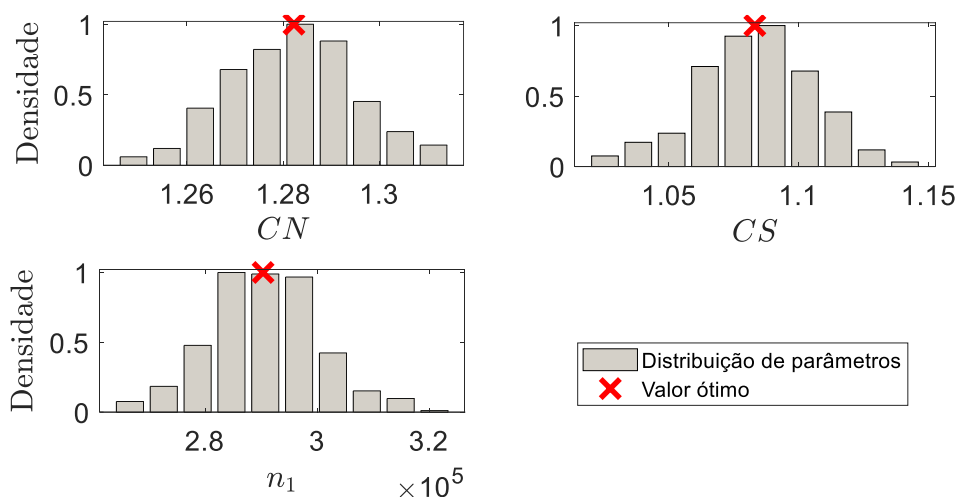 Densidade
1
0.5
0
1.26
1.28
1.3
CN
1
0.5
0
1.05
1.1
1.15
CS
Densidade
1
0.5
0
2.8
3
3.2
×10⁵
n₁
Distribuição de parâmetros
Valor ótimo